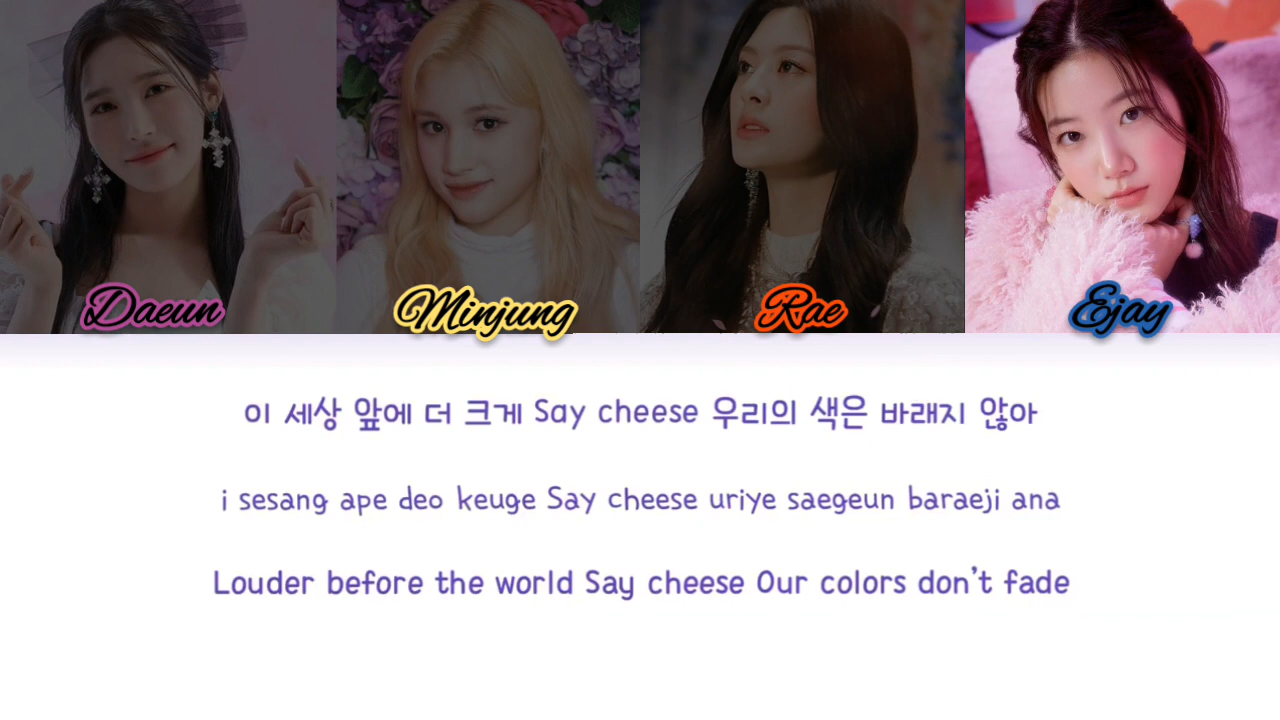 Daeun Minjung Rae Ejay
이 세상 앞에 더 크게 Say cheese 우리의 색은 바래지 않아
i sesang ape deo keuge Say cheese uriye saegeun baraeji ana
Louder before the world Say cheese Our colors don't fade